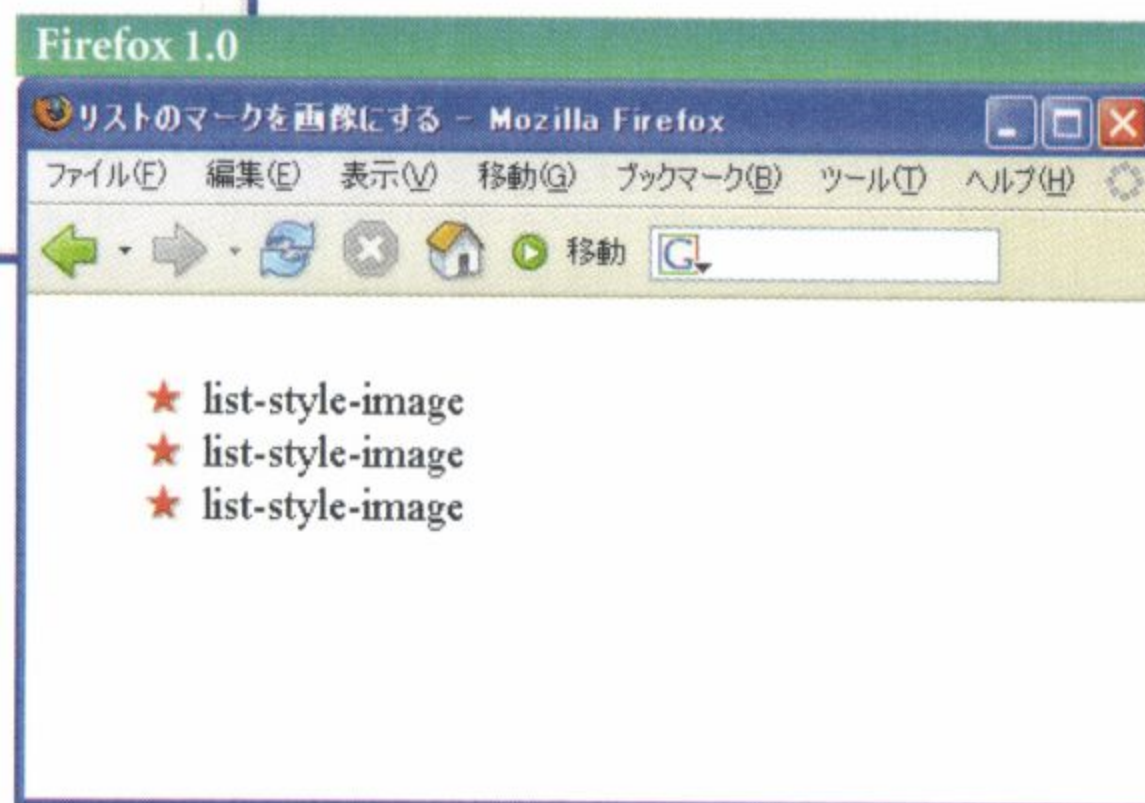 Firefox 1.0
リストのマークを画像にする - Mozilla Firefox
ファイル(F) 編集(E) 表示(V) 移動(G) ブックマーク(B) ツール(T) ヘルプ(H)
移動 G
list-style-image
list-style-image
list-style-image